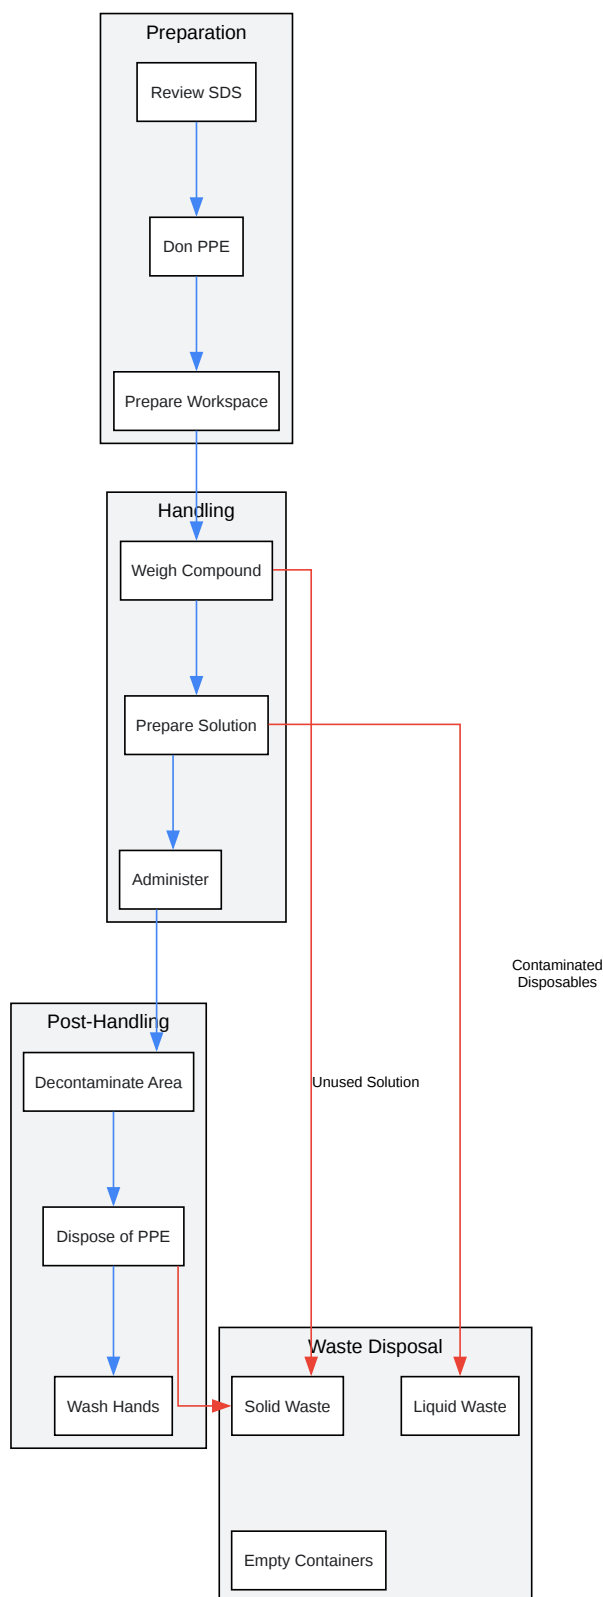 Preparation
Review SDS
Don PPE
Prepare Workspace
Handling
Weigh Compound
Prepare Solution
Administer
Contaminated
Disposables
Post-Handling
Decontaminate Area
Unused Solution
Dispose of PPE
Wash Hands
Waste Disposal
Solid Waste
Liquid Waste
Empty Containers